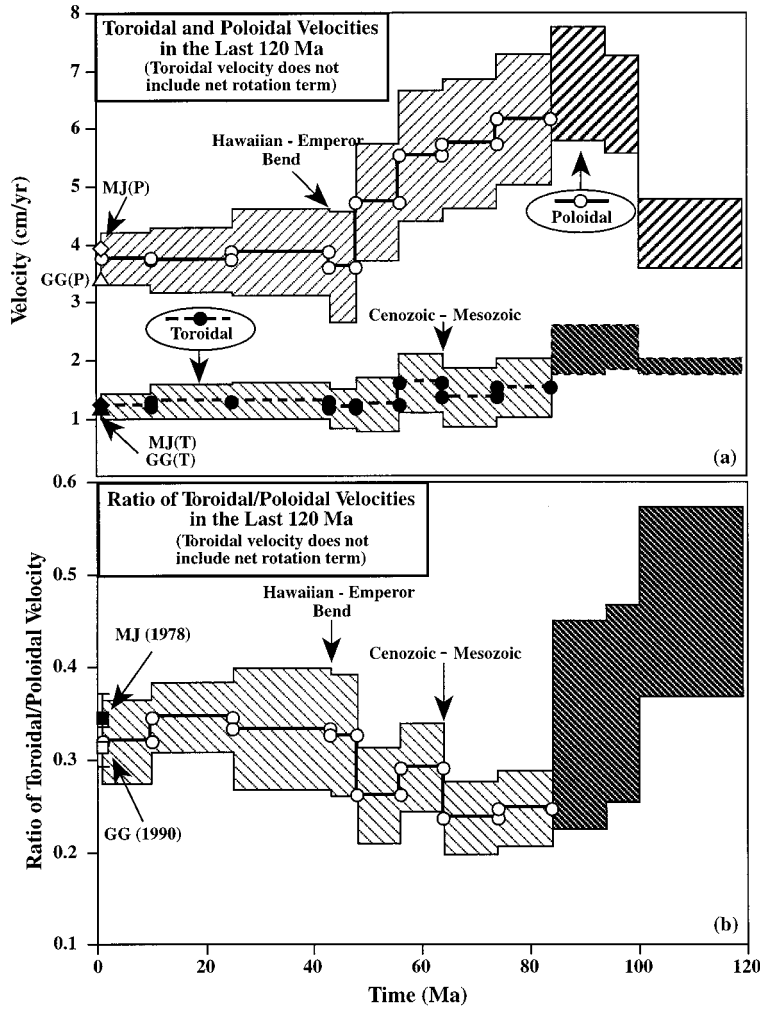 Toroidal and Poloidal Velocities
in the Last 120 Ma
(Toroidal velocity does not
include net rotation term)
8
7
6
5
4
3
2
1
Velocity (cm/yr)
Hawaiian - Emperor
Bend
MJ(P)
GG(P)
Poloidal
Toroidal
Cenozoic - Mesozoic
MJ(T)
GG(T)
(a)
Ratio of Toroidal/Poloidal Velocities
in the Last 120 Ma
(Toroidal velocity does not
include net rotation term)
0.6
0.5
0.4
0.3
0.2
0.1
Ratio of Toroidal/Poloidal Velocity
Hawaiian - Emperor
Bend
MJ (1978)
Cenozoic - Mesozoic
GG (1990)
(b)
0 20 40 60 80 100 120
Time (Ma)